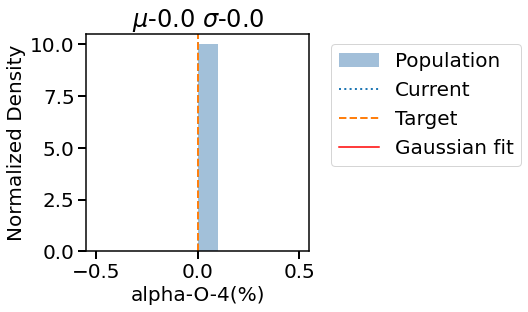 μ-0.0 σ-0.0
Normalized Density
10.0
7.5
5.0
2.5
0.0
−0.5
0.0
0.5
alpha-O-4(%)
Population
Current
Target
Gaussian fit